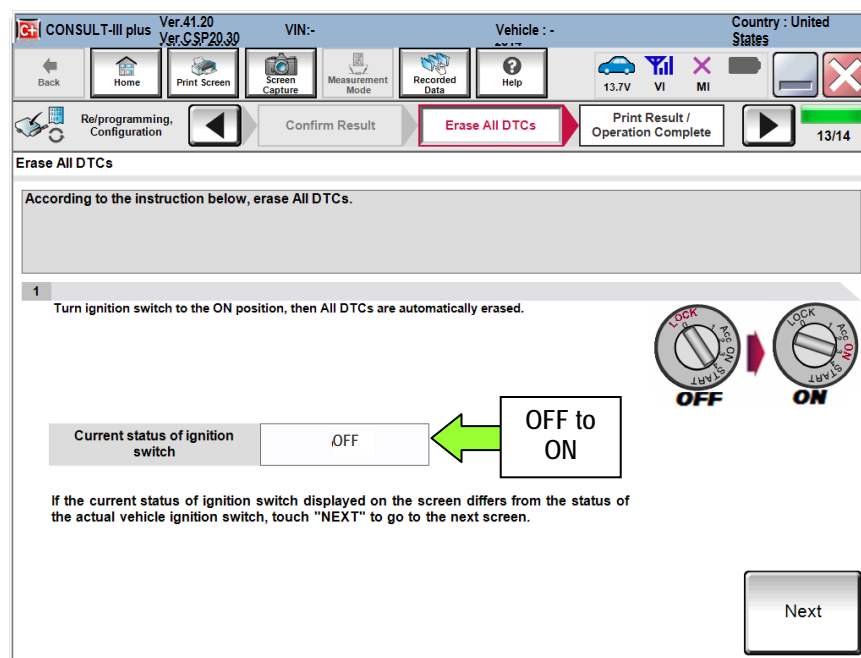 CONSULT-III plus
Ver.41.20
Ver.CSP20.30
VIN:-
Vehicle : -
Country : United
States
Back
Home
Print Screen
Screen
Capture
Measurement
Mode
Recorded
Data
Help
13.7V
VI
MI
Re/programming,
Configuration
Confirm Result
Erase All DTCs
Print Result /
Operation Complete
13/14
Erase All DTCs
According to the instruction below, erase All DTCs.
1
Turn ignition switch to the ON position, then All DTCs are automatically erased.
LOCK
Acc
ON
START
OFF
LOCK
Acc
ON
START
ON
Current status of ignition
switch
OFF
OFF to
ON
If the current status of ignition switch displayed on the screen differs from the status of
the actual vehicle ignition switch, touch "NEXT" to go to the next screen.
Next